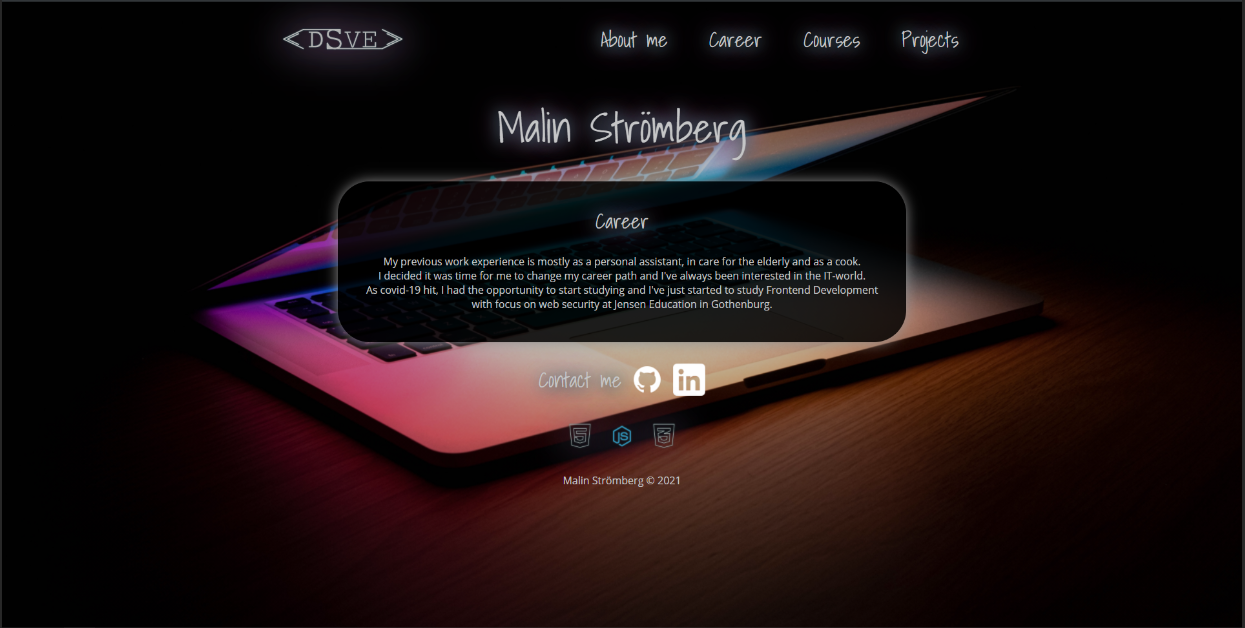 DSVE
About me
Career
Courses
Projects
Malin Strömberg
Career
My previous work experience is mostly as a personal assistant, in care for the elderly and as a cook.
I decided it was time for me to change my career path and I've always been interested in the IT-world.
As covid-19 hit, I had the opportunity to start studying and I've just started to study Frontend Development
with focus on web security at Jensen Education in Gothenburg.
Contact me
in
5
JS
3
Malin Strömberg © 2021